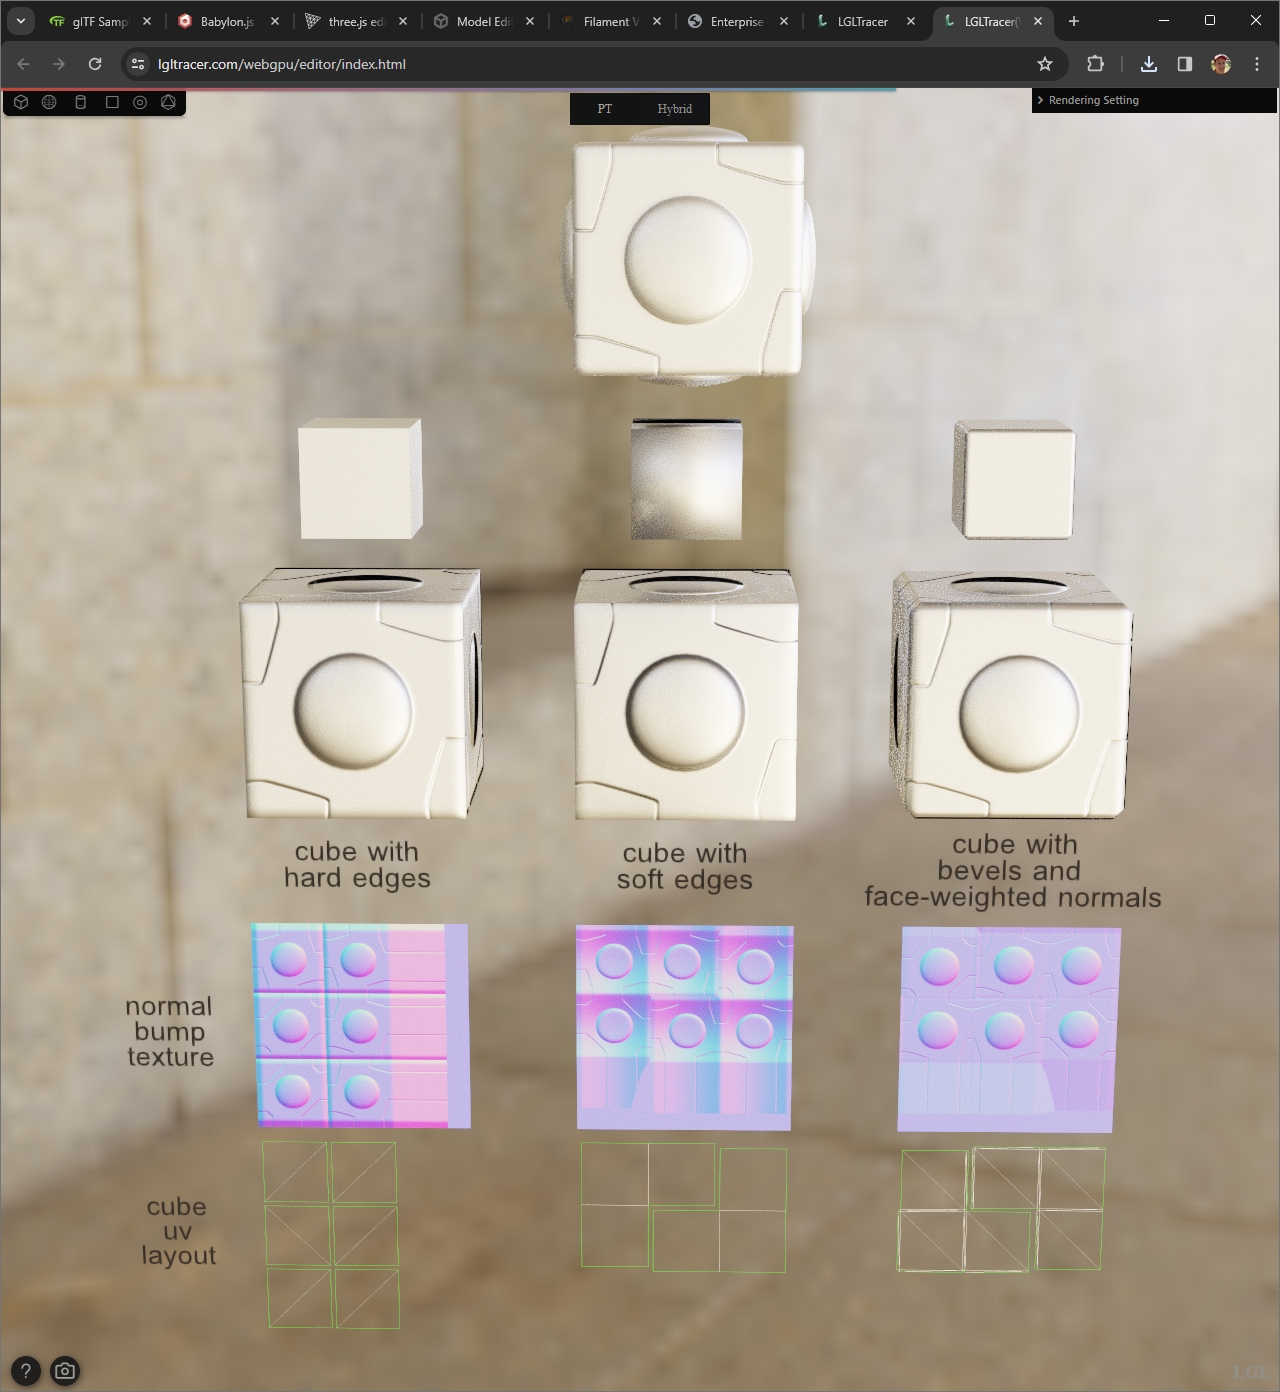 glTF Samp
Babylon.js
three.js ed
Model Edi
Filament V
Enterprise
LGLTracer
LGLTracer(
lgltracer.com/webgpu/editor/index.html
PT
Hybrid
Rendering Setting
cube with
hard edges
cube with
soft edges
cube with
bevels and
face-weighted normals
normal
bump
texture
cube
uv
layout
?
LGL